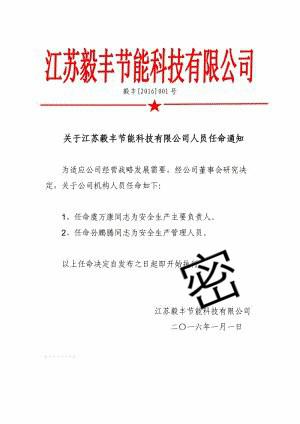 江苏毅丰节能科技有限公司
毅丰[2016]001号
关于江苏毅丰节能科技有限公司人员任命通知
为适应公司经营战略发展需要，经公司董事会研究决
定，关于公司机构人员任命如下：
1、任命虞万康同志为安全生产主要负责人。
2、任命孙鹏腾同志为安全生产管理人员。
以上任命决定自发布之日起即开始执
密
江苏毅丰节能科技有限公司
二〇一六年一月一日